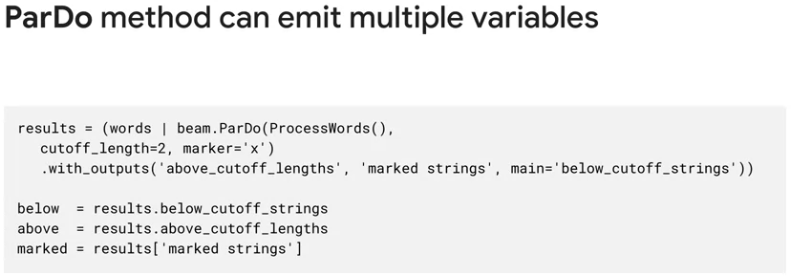 ParDo method can emit multiple variables
results = (words | beam.ParDo(ProcessWords(),
cutoff_length=2, marker='x')
.with_outputs('above_cutoff_lengths', 'marked strings', main='below_cutoff_strings'))
below = results.below_cutoff_strings
above = results.above_cutoff_lengths
marked = results['marked strings']